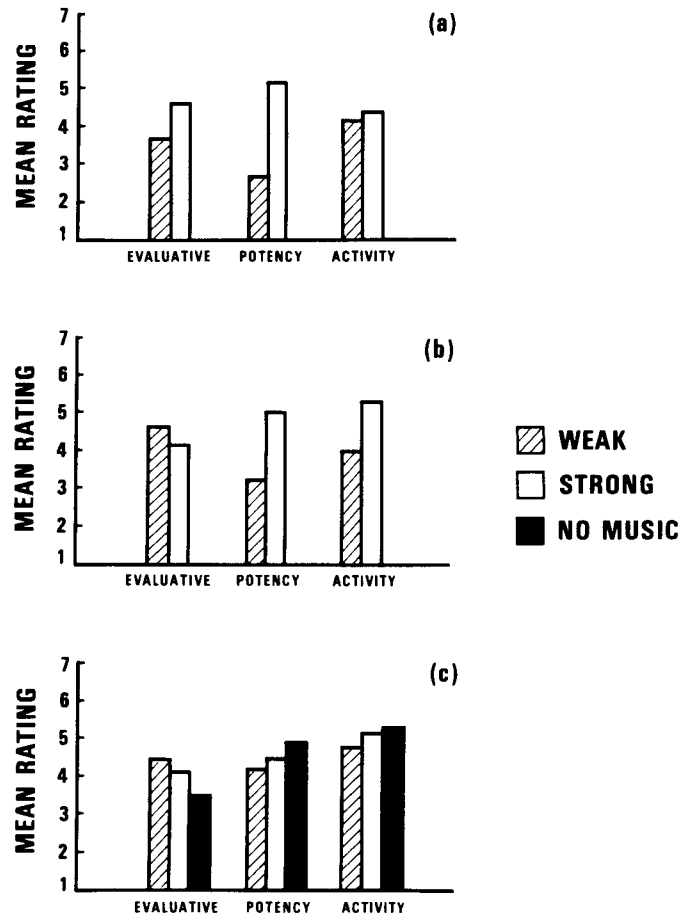 (a)
MEAN RATING
7
6
5
4
3
2
1
EVALUATIVE POTENCY ACTIVITY
(b)
MEAN RATING
7
6
5
4
3
2
1
EVALUATIVE POTENCY ACTIVITY
WEAK
STRONG
NO MUSIC
(c)
MEAN RATING
7
6
5
4
3
2
1
EVALUATIVE POTENCY ACTIVITY